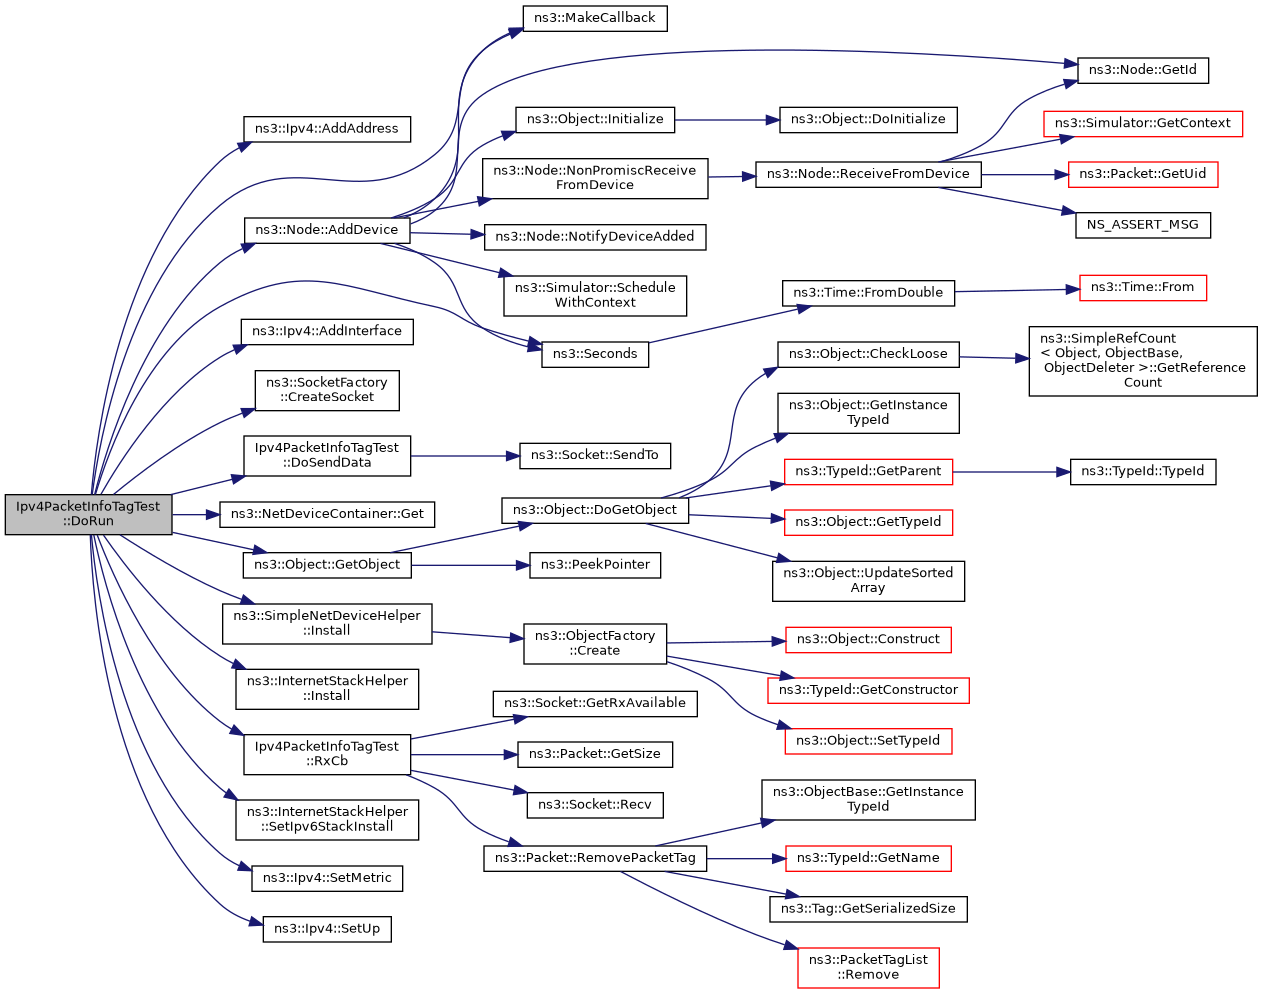 Ipv4PacketInfoTagTest
::DoRun
ns3::Ipv4::AddAddress
ns3::Node::AddDevice
ns3::Ipv4::AddInterface
ns3::SocketFactory
::CreateSocket
Ipv4PacketInfoTagTest
::DoSendData
ns3::NetDeviceContainer::Get
ns3::Object::GetObject
ns3::SimpleNetDeviceHelper
::Install
ns3::InternetStackHelper
::Install
Ipv4PacketInfoTagTest
::RxCb
ns3::InternetStackHelper
::SetIpv6StackInstall
ns3::Ipv4::SetMetric
ns3::Ipv4::SetUp
ns3::MakeCallback
ns3::Object::Initialize
ns3::Node::NonPromiscReceive
FromDevice
ns3::Node::NotifyDeviceAdded
ns3::Simulator::Schedule
WithContext
ns3::Seconds
ns3::Socket::SendTo
ns3::Object::DoGetObject
ns3::PeekPointer
ns3::ObjectFactory
::Create
ns3::Socket::GetRxAvailable
ns3::Packet::GetSize
ns3::Socket::Recv
ns3::Packet::RemovePacketTag
ns3::Object::DoInitialize
ns3::Node::ReceiveFromDevice
ns3::Time::FromDouble
ns3::Object::CheckLoose
ns3::Object::GetInstance
TypeId
ns3::TypeId::GetParent
ns3::Object::GetTypeId
ns3::Object::UpdateSorted
Array
ns3::Object::Construct
ns3::TypeId::GetConstructor
ns3::Object::SetTypeId
ns3::ObjectBase::GetInstance
TypeId
ns3::TypeId::GetName
ns3::Tag::GetSerializedSize
ns3::PacketTagList
::Remove
ns3::Node::GetId
ns3::Simulator::GetContext
ns3::Packet::GetUid
NS_ASSERT_MSG
ns3::Time::From
ns3::SimpleRefCount
< Object, ObjectBase,
ObjectDeleter >::GetReference
Count
ns3::TypeId::TypeId